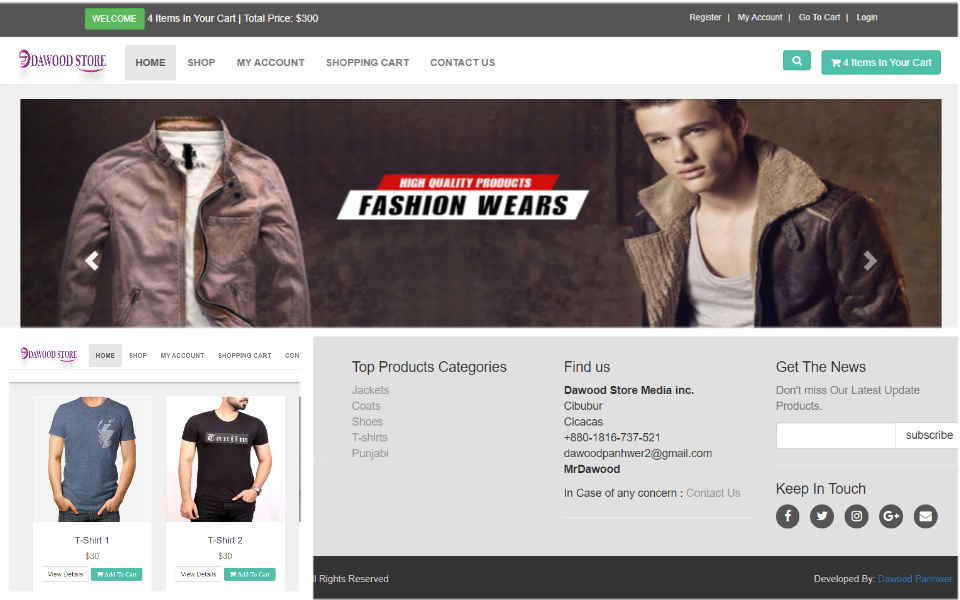 WELCOME 4 Items In Your Cart | Total Price: $300
Register | My Account | Go To Cart | Login
DAWOOD STORE
HOME SHOP MY ACCOUNT SHOPPING CART CONTACT US
4 Items In Your Cart
HIGH QUALITY PRODUCTS
FASHION WEARS
DAWOOD STORE
HOME SHOP MY ACCOUNT SHOPPING CART CON
Tanjim
T-Shirt 1
$30
View Details Add To Cart
T-Shirt 2
$30
View Details Add To Cart
Top Products Categories
Jackets
Coats
Shoes
T-shirts
Punjabi
Find us
Dawood Store Media inc.
Cibubur
Cicacas
+880-1816-737-521
dawoodpanhwer2@gmail.com
MrDawood
In Case of any concern : Contact Us
Get The News
Don't miss Our Latest Update
Products.
subscribe
Keep In Touch
ll Rights Reserved
Developed By: Dawood Panhwer